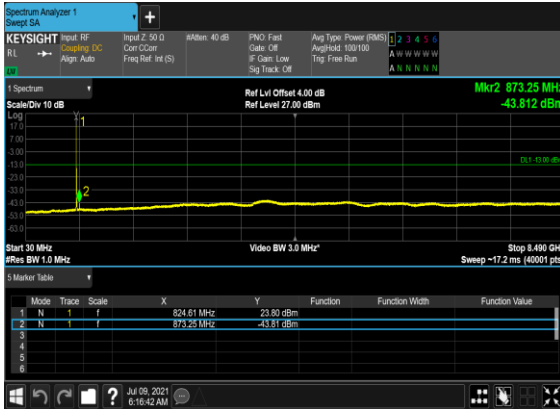 Spectrum Analyzer 1
Swept SA
+
KEYSIGHT Input: RF Input Z: 50 Ω #Atten: 40 dB PNO: Fast Avg Type: Power (RMS) 1 2 3 4 5 6
RL Coupling: DC Corr CCorr Gate: Off Avg|Hold: 100/100 A W W W W W
Align: Auto Freq Ref: Int (S) IF Gain: Low Trig: Free Run
Sig Track: Off A N N N N N
1 Spectrum Ref Lvl Offset 4.00 dB Mkr2 873.25 MHz
Scale/Div 10 dB Ref Level 27.00 dBm -43.812 dBm
Log
1
17.0
7.00
-3.00
-13.0 DL1 -13.00 dBm
-23.0
-33.0
2
-43.0
-53.0
-63.0
Start 30 MHz Video BW 3.0 MHz* Stop 8.490 GH
#Res BW 1.0 MHz Sweep ~17.2 ms (40001 pts
5 Marker Table
Mode Trace Scale X Y Function Function Width Function Value
1 N 1 f 824.61 MHz 23.80 dBm
2 N 1 f 873.25 MHz -43.81 dBm
3
4
5
6
? Jul 09, 2021
6:16:42 AM